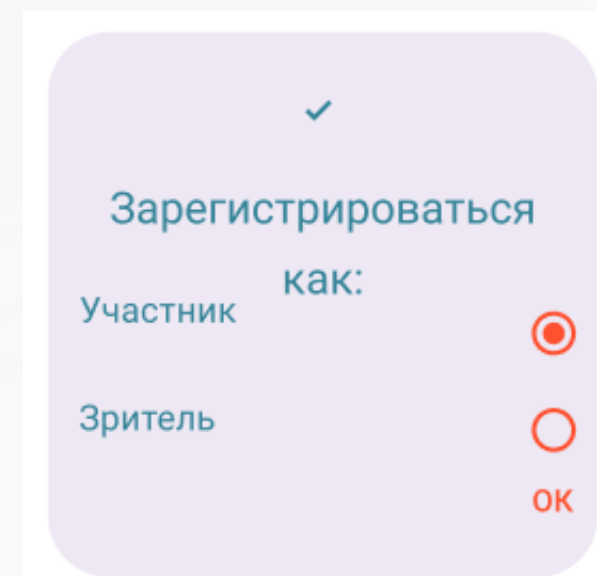 Зарегистрироваться
как:
Участник
Зритель
ОК